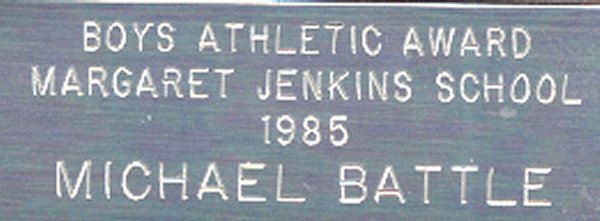 BOYS ATHLETIC AWARD
MARGARET JENKINS SCHOOL
1985
MICHAEL BATTLE